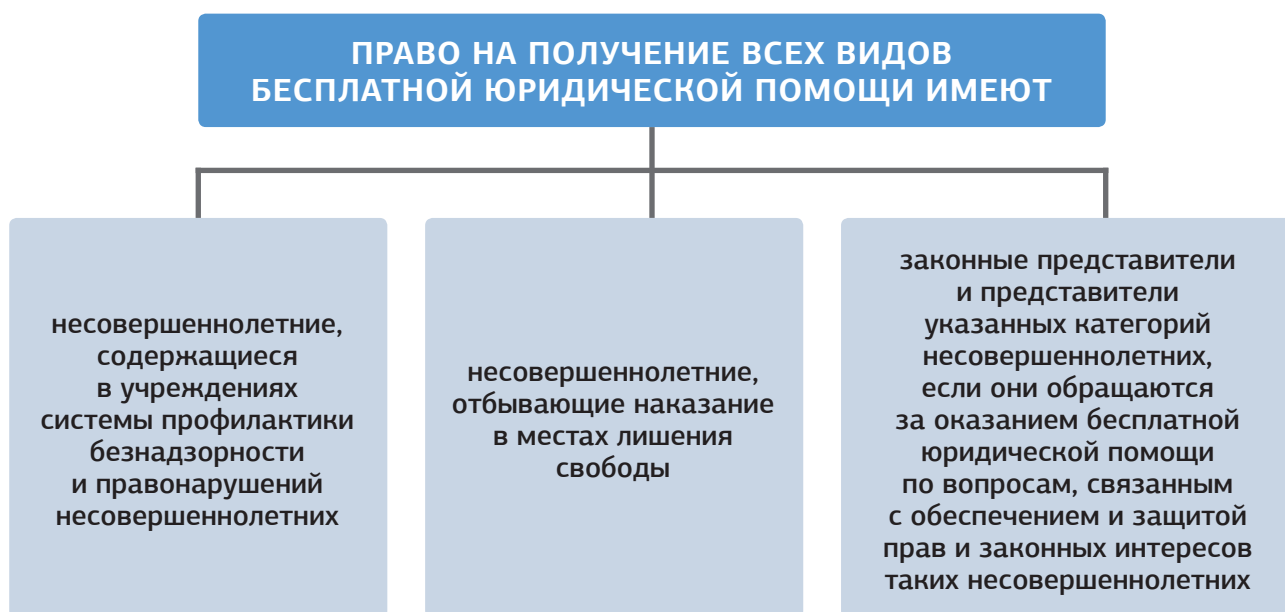 ПРАВО НА ПОЛУЧЕНИЕ ВСЕХ ВИДОВ
БЕСПЛАТНОЙ ЮРИДИЧЕСКОЙ ПОМОЩИ ИМЕЮТ
несовершеннолетние,
содержащиеся
в учреждениях
системы профилактики
безнадзорности
и правонарушений
несовершеннолетних
несовершеннолетние,
отбывающие наказание
в местах лишения
свободы
законные представители
и представители
указанных категорий
несовершеннолетних,
если они обращаются
за оказанием бесплатной
юридической помощи
по вопросам, связанным
с обеспечением и защитой
прав и законных интересов
таких несовершеннолетних